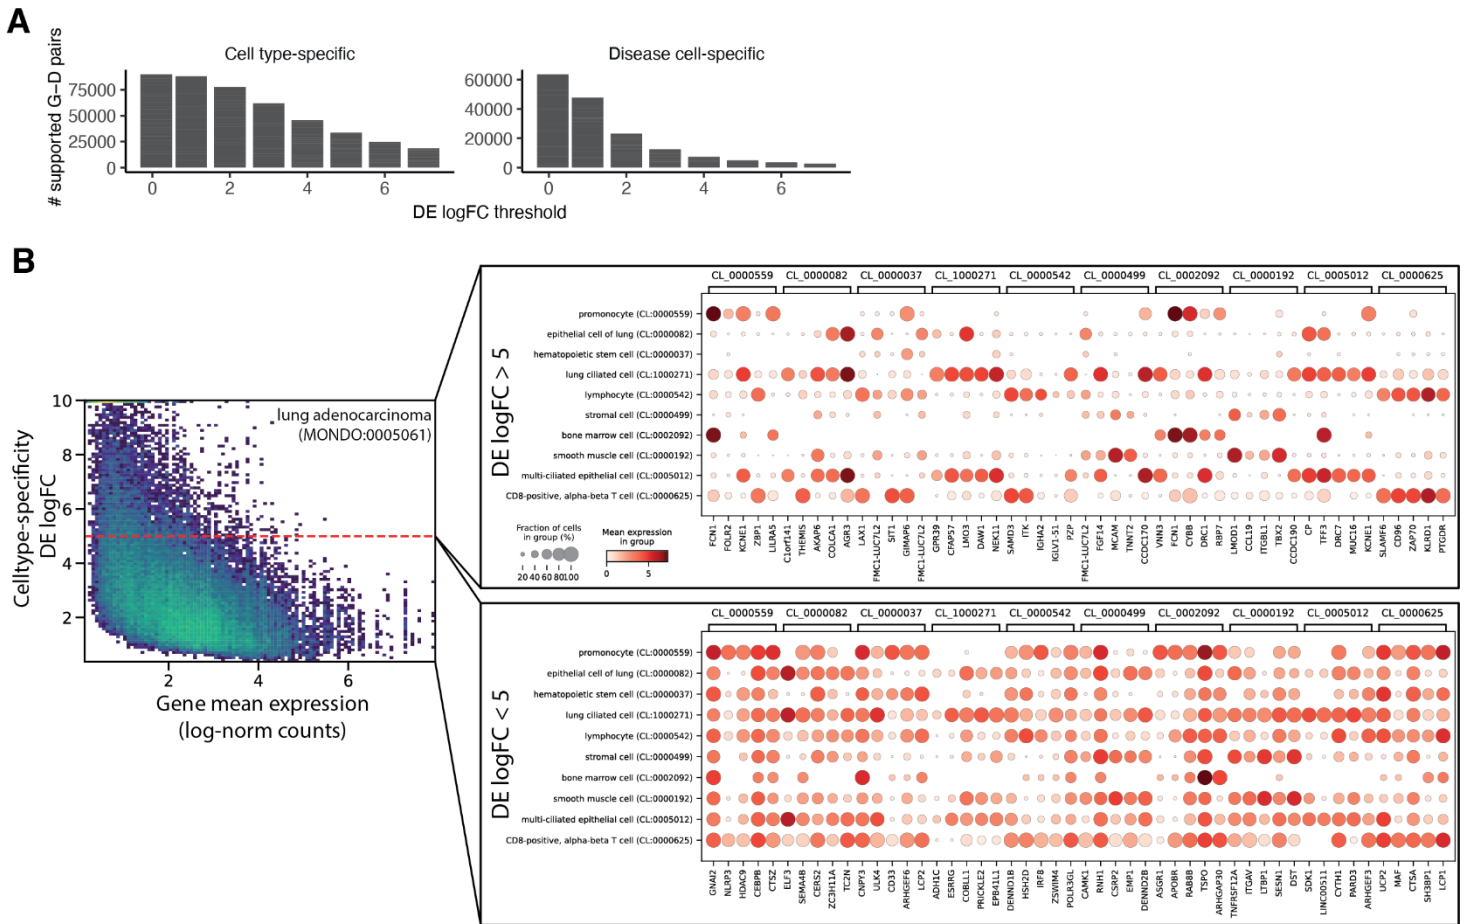 A
# supported G–D pairs
Cell type-specific
75000
50000
25000
0
0
2
4
6
Disease cell-specific
60000
40000
20000
0
0
2
4
6
DE logFC threshold
B
Celltype-specificity
DE logFC
10
8
6
4
2
lung adenocarcinoma
(MONDO:0005061)
2
4
6
Gene mean expression
(log-norm counts)
DE logFC > 5
CL_0000559 CL_0000082 CL_0000037 CL_1000271 CL_0000542 CL_0000499 CL_0002092 CL_0000192 CL_0005012 CL_0000625
promonocyte (CL:0000559)
epithelial cell of lung (CL:0000082)
hematopoietic stem cell (CL:0000037)
lung ciliated cell (CL:1000271)
lymphocyte (CL:0000542)
stromal cell (CL:0000499)
bone marrow cell (CL:0002092)
smooth muscle cell (CL:0000192)
multi-ciliated epithelial cell (CL:0005012)
CD8-positive, alpha-beta T cell (CL:0000625)
FCN1 FOLR2 KCNE1 ZBP1 LILRA5 C1orf141 THEMIS AKAP6 COLCA1 AGR3 LAX1 FMC1-LUC7L2 SIT1 GIMAP6 FMC1-LUC7L2 GPR39 CFAP57 LMO3 DAW1 NEK11 SAMD3 ITK IGHA2 IGLV1-51 PZP FMC1-LUC7L2 FGF14 MCAM TNNT2 CCDC170 VNN3 FCN1 CYBB DRC1 RBP7 LMOD1 CCL19 ITGBL1 TBX2 CCDC190 CP TFF3 DRC7 MUC16 KCNE1 SLAMF6 CD96 ZAP70 KLRD1 PTGDR
Fraction of cells
in group (%)
20 40 60 80 100
Mean expression
in group
0
5
DE logFC < 5
CL_0000559 CL_0000082 CL_0000037 CL_1000271 CL_0000542 CL_0000499 CL_0002092 CL_0000192 CL_0005012 CL_0000625
promonocyte (CL:0000559)
epithelial cell of lung (CL:0000082)
hematopoietic stem cell (CL:0000037)
lung ciliated cell (CL:1000271)
lymphocyte (CL:0000542)
stromal cell (CL:0000499)
bone marrow cell (CL:0002092)
smooth muscle cell (CL:0000192)
multi-ciliated epithelial cell (CL:0005012)
CD8-positive, alpha-beta T cell (CL:0000625)
GNAI2 NLRP3 HDAC9 CEBPB CTSZ ELF3 SEMA4B CERS2 ZC3H11A TC2N CNPY3 ULK4 CD33 ARHGEF6 LCP2 ADH1C ESRRG COBLL1 PRICKLE2 EPB41L1 DENND1B HSH2D IRF8 ZSWIM4 POLR3GL CAMK1 RNH1 CSRP2 EMP1 DENND2B ASGR1 APOBR RAB8B TSPO ARHGAP30 TNFRSF12A ITGAV LTBP1 SESN1 DST SDK1 LINC00511 CYTH1 PARD3 ARHGEF3 UCP2 MAF CTSA SH3BP1 LCP1